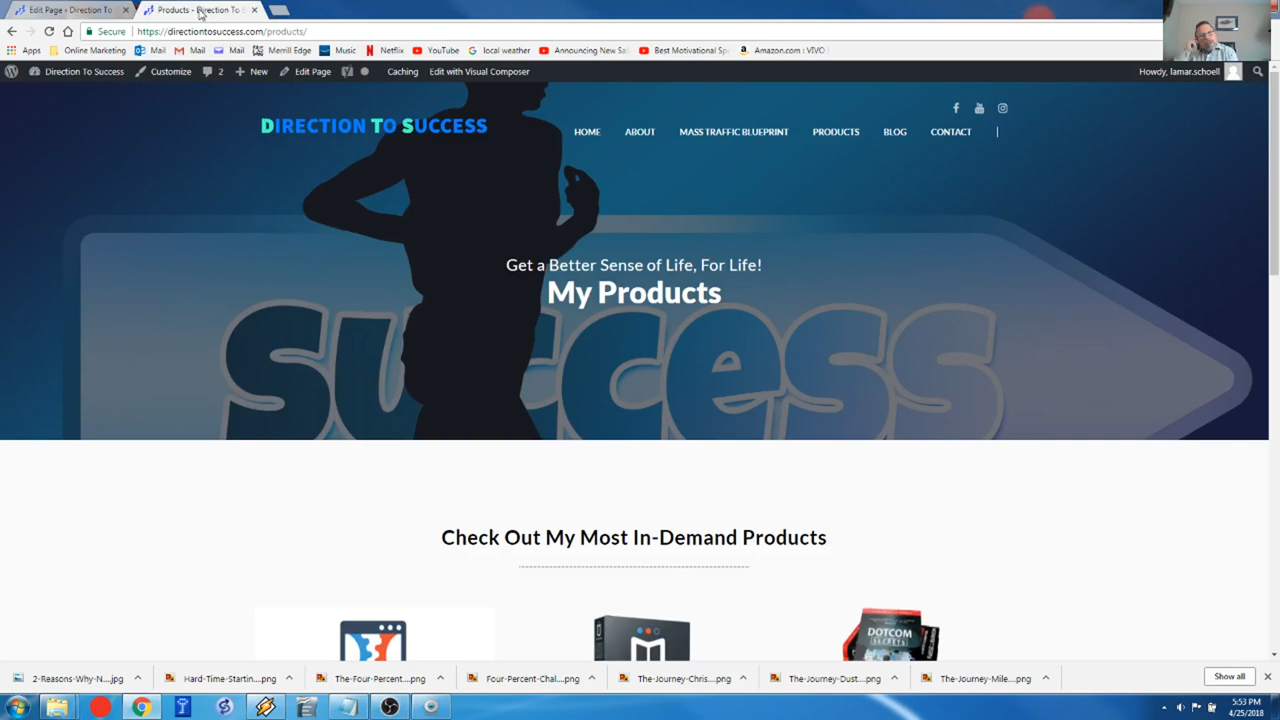 Edit Page ‹ Direction To
Products - Direction To
Secure
https://directiontosuccess.com/products/
Apps
Online Marketing
Mail
Mail
Mail
Merrill Edge
Music
Netflix
YouTube
local weather
Announcing New Sa
Best Motivational Sp
Amazon.com : VIVO
Direction To Success
Customize
2
New
Edit Page
Caching
Edit with Visual Composer
Howdy, lamar.schoell
DIRECTION TO SUCCESS
HOME
ABOUT
MASS TRAFFIC BLUEPRINT
PRODUCTS
BLOG
CONTACT
Get a Better Sense of Life, For Life!
My Products
success
Check Out My Most In-Demand Products
DOTCOM
SECRETS
2-Reasons-Why-N....jpg
Hard-Time-Startin....png
The-Four-Percent....png
Four-Percent-Chal....png
The-Journey-Chris....png
The-Journey-Dust....png
The-Journey-Mile....png
Show all
5:53 PM
4/25/2018